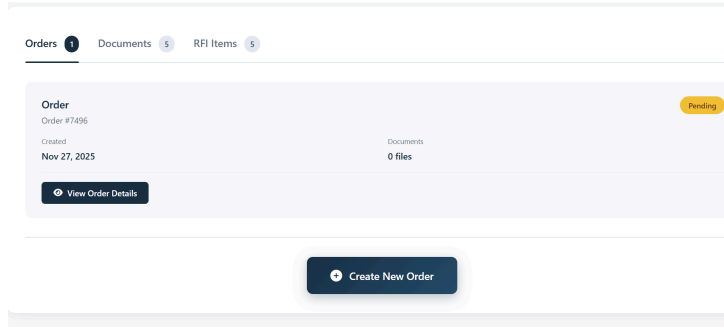 Orders 1 Documents 5 RFI Items 5
Order
Pending
Order #7496
Created Documents
Nov 27, 2025 0 files
View Order Details
Create New Order